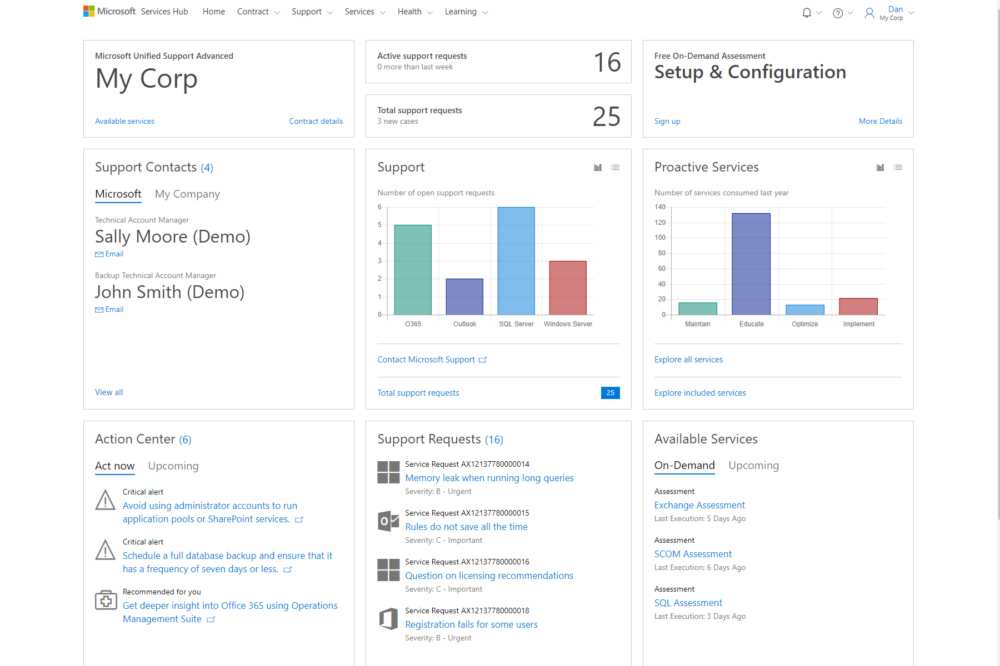 Microsoft Services Hub Home Contract Support Services Health Learning
Dan
My Corp
Microsoft Unified Support Advanced
My Corp
Available services
Contract details
Active support requests
0 more than last week
16
Total support requests
3 new cases
25
Free On-Demand Assessment
Setup & Configuration
Sign up
More Details
Support Contacts (4)
Microsoft My Company
Technical Account Manager
Sally Moore (Demo)
Email
Backup Technical Account Manager
John Smith (Demo)
Email
View all
Support
Number of open support requests
6
5
4
3
2
1
0
O365 Outlook SQL Server Windows Server
Contact Microsoft Support
Total support requests
25
Proactive Services
Number of services consumed last year
140
120
100
80
60
40
20
0
Maintain Educate Optimize Implement
Explore all services
Explore included services
Action Center (6)
Act now Upcoming
Critical alert
Avoid using administrator accounts to run
application pools or SharePoint services.
Critical alert
Schedule a full database backup and ensure that it
has a frequency of seven days or less.
Recommended for you
Get deeper insight into Office 365 using Operations
Management Suite
Support Requests (16)
Service Request AX12137780000014
Memory leak when running long queries
Severity: B - Urgent
Service Request AX12137780000015
Rules do not save all the time
Severity: C - Important
Service Request AX12137780000016
Question on licensing recommendations
Severity: C - Important
Service Request AX12137780000018
Registration fails for some users
Severity: B - Urgent
Available Services
On-Demand Upcoming
Assessment
Exchange Assessment
Last Execution: 5 Days Ago
Assessment
SCOM Assessment
Last Execution: 6 Days Ago
Assessment
SQL Assessment
Last Execution: 3 Days Ago